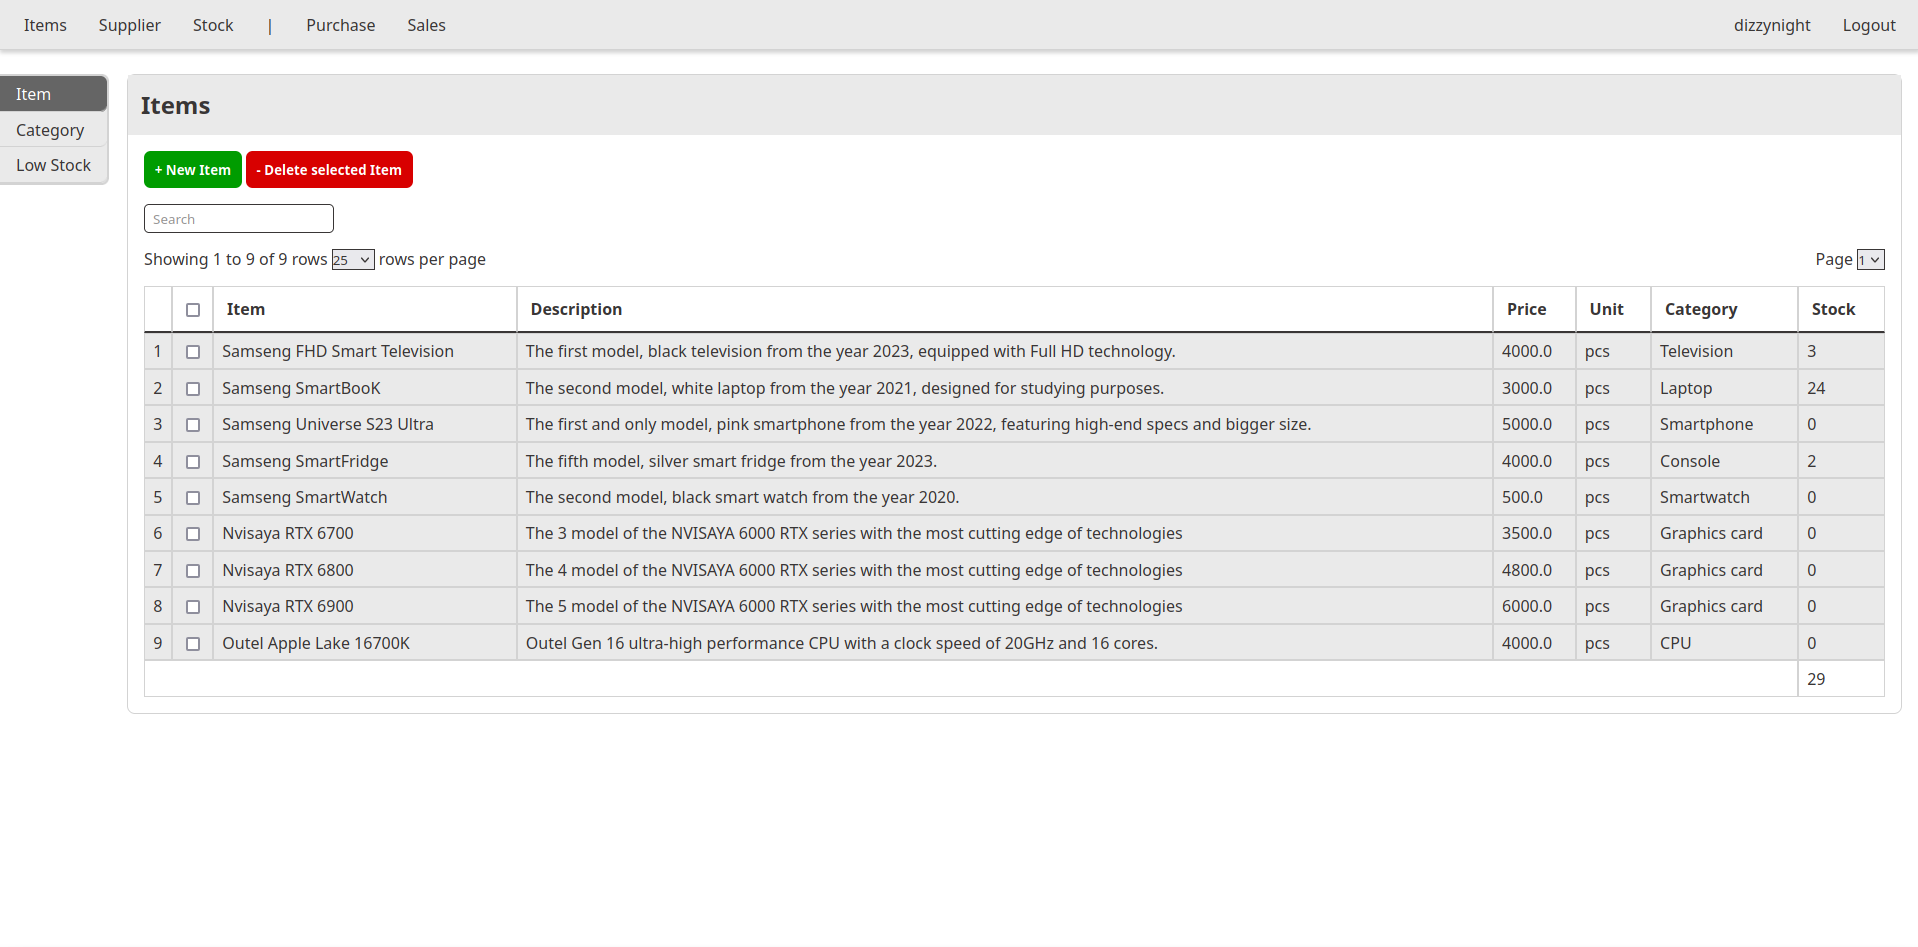 Items Supplier Stock | Purchase Sales dizzynight Logout
Item
Category
Low Stock
Items
+ New Item - Delete selected Item
Search
Showing 1 to 9 of 9 rows 25 rows per page Page 1
Item Description Price Unit Category Stock
1 Samseng FHD Smart Television The first model, black television from the year 2023, equipped with Full HD technology. 4000.0 pcs Television 3
2 Samseng SmartBooK The second model, white laptop from the year 2021, designed for studying purposes. 3000.0 pcs Laptop 24
3 Samseng Universe S23 Ultra The first and only model, pink smartphone from the year 2022, featuring high-end specs and bigger size. 5000.0 pcs Smartphone 0
4 Samseng SmartFridge The fifth model, silver smart fridge from the year 2023. 4000.0 pcs Console 2
5 Samseng SmartWatch The second model, black smart watch from the year 2020. 500.0 pcs Smartwatch 0
6 Nvisaya RTX 6700 The 3 model of the NVISAYA 6000 RTX series with the most cutting edge of technologies 3500.0 pcs Graphics card 0
7 Nvisaya RTX 6800 The 4 model of the NVISAYA 6000 RTX series with the most cutting edge of technologies 4800.0 pcs Graphics card 0
8 Nvisaya RTX 6900 The 5 model of the NVISAYA 6000 RTX series with the most cutting edge of technologies 6000.0 pcs Graphics card 0
9 Outel Apple Lake 16700K Outel Gen 16 ultra-high performance CPU with a clock speed of 20GHz and 16 cores. 4000.0 pcs CPU 0
29